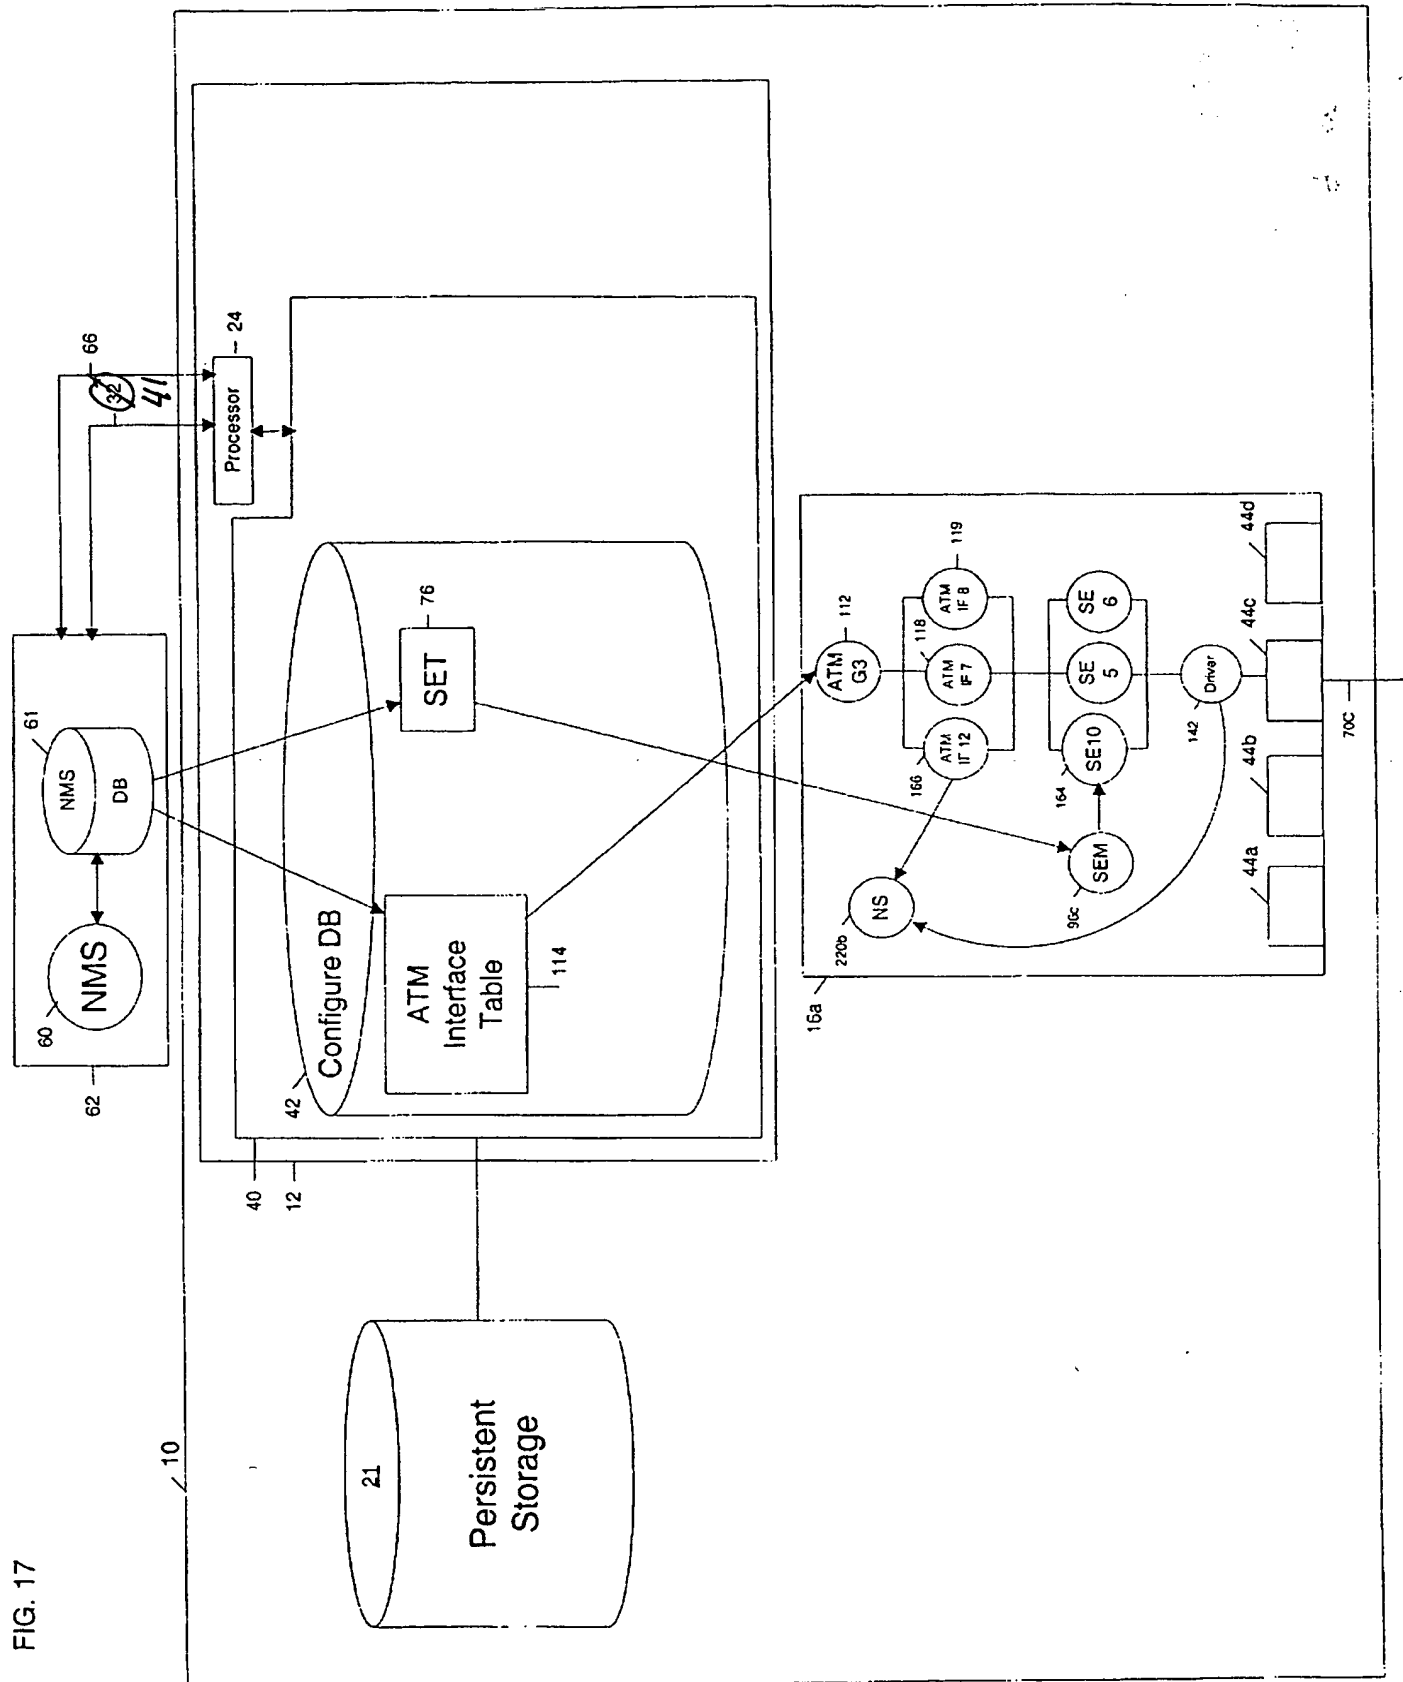 FIG. 17
62
60
NMS
61
NMS
DB
66
32
41
10
21
Persistent
Storage
40
12
24
Processor
42
Configure DB
ATM
Interface
Table
114
76
SET
16a
220b
NS
112
ATM
G3
166
ATM
IF 12
118
ATM
IF 7
119
ATM
IF 8
96c
SEM
164
SE10
SE
5
SE
6
142
Driver
44a
44b
44c
44d
70C